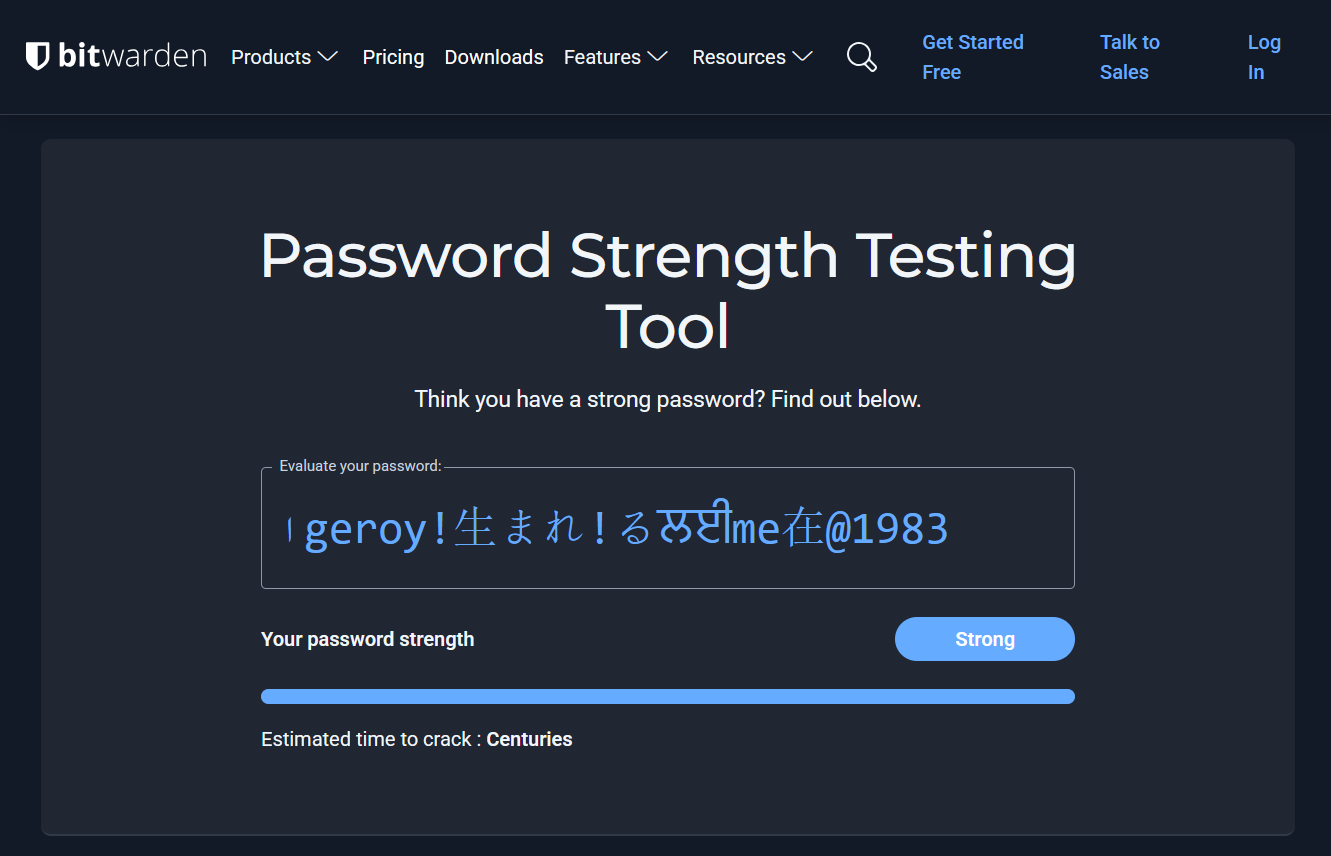 bitwarden Products Pricing Downloads Features Resources
Get Started Free
Talk to Sales
Log In
Password Strength Testing
Tool
Think you have a strong password? Find out below.
Evaluate your password:
geroy!生まれ!るਲਈme在@1983
Your password strength
Strong
Estimated time to crack : Centuries